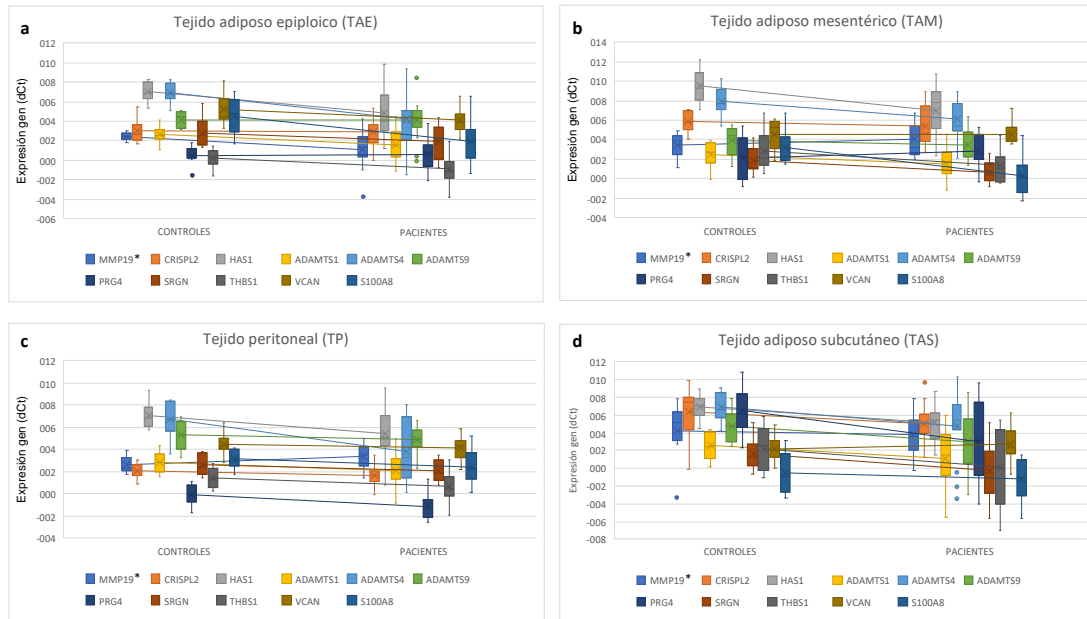 a
Tejido adiposo epiploico (TAE)
Expresión gen (dCt)
012
010
008
006
004
002
000
-002
-004
-006
CONTROLES PACIENTES
MMP19* CRISPL2 HAS1 ADAMTS1 ADAMTS4 ADAMTS9
PRG4 SRGN THBS1 VCAN S100A8
b
Tejido adiposo mesentérico (TAM)
Expresión gen (dCt)
014
012
010
008
006
004
002
000
-002
-004
CONTROLES PACIENTES
MMP19* CRISPL2 HAS1 ADAMTS1 ADAMTS4 ADAMTS9
PRG4 SRGN THBS1 VCAN S100A8
c
Tejido peritoneal (TP)
Expresión gen (dCt)
012
010
008
006
004
002
000
-002
-004
CONTROLES PACIENTES
MMP19* CRISPL2 HAS1 ADAMTS1 ADAMTS4 ADAMTS9
PRG4 SRGN THBS1 VCAN S100A8
d
Tejido adiposo subcutáneo (TAS)
Expresión gen (dCt)
012
010
008
006
004
002
000
-002
-004
-006
-008
CONTROLES PACIENTES
MMP19* CRISPL2 HAS1 ADAMTS1 ADAMTS4 ADAMTS9
PRG4 SRGN THBS1 VCAN S100A8